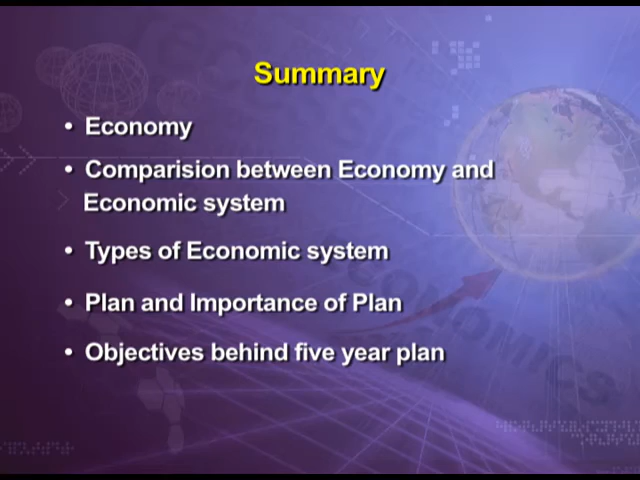 Summary
• Economy
• Comparision between Economy and
Economic system
• Types of Economic system
• Plan and Importance of Plan
• Objectives behind five year plan
ECONOMICS